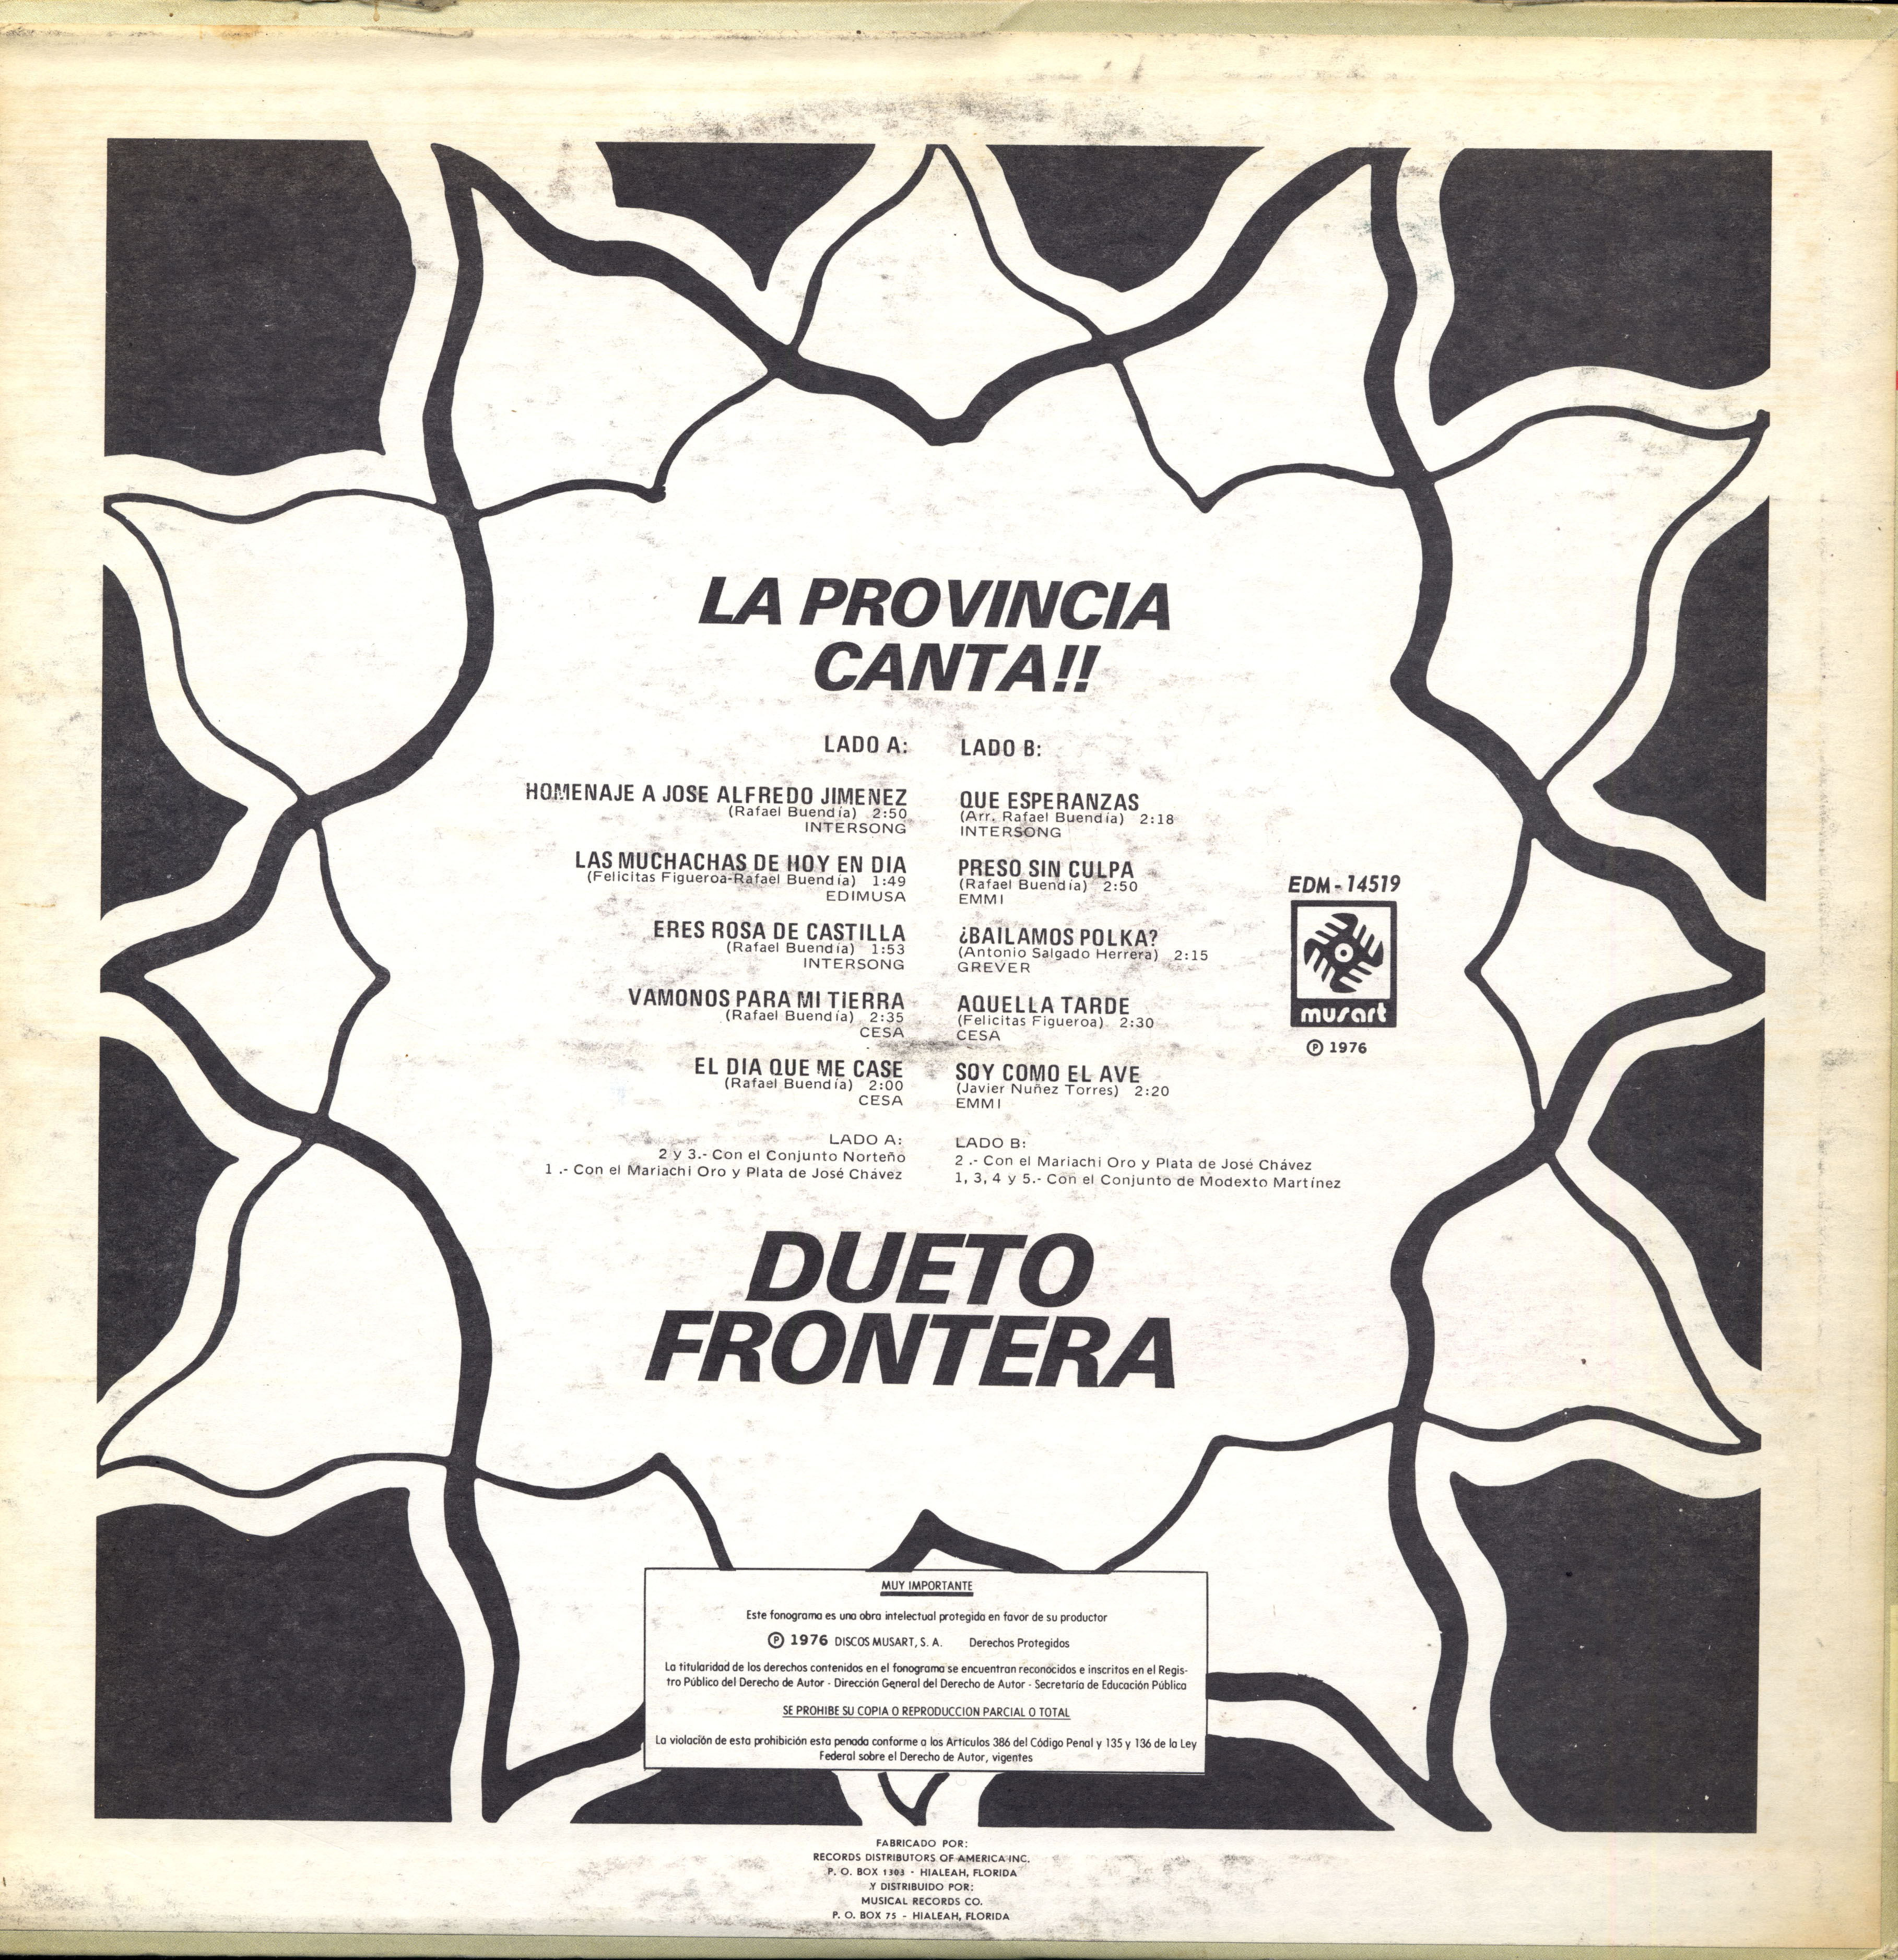 LA PROVINCIA
CANTA!!
LADO A:
HOMENAJE A JOSE ALFREDO JIMENEZ
(Rafael Buendía) 2:50
INTERSONG
LAS MUCHACHAS DE HOY EN DIA
(Felicitas Figueroa-Rafael Buendía) 1:49
EDIMUSA
ERES ROSA DE CASTILLA
(Rafael Buendía) 1:53
INTERSONG
VAMONOS PARA MI TIERRA
(Rafael Buendía) 2:35
CESA
EL DIA QUE ME CASE
(Rafael Buendía) 2:00
CESA
LADO A:
2 y 3.- Con el Conjunto Norteño
1 .- Con el Mariachi Oro y Plata de José Chávez
LADO B:
QUE ESPERANZAS
(Arr. Rafael Buendía) 2:18
INTERSONG
PRESO SIN CULPA
(Rafael Buendía) 2:50
EMMI
¿BAILAMOS POLKA?
(Antonio Salgado Herrera) 2:15
GREVER
AQUELLA TARDE
(Felicitas Figueroa) 2:30
CESA
SOY COMO EL AVE
(Javier Nuñez Torres) 2:20
EMMI
LADO B:
2 .- Con el Mariachi Oro y Plata de José Chávez
1, 3, 4 y 5.- Con el Conjunto de Modexto Martínez
EDM - 14519
musart
℗ 1976
DUETO
FRONTERA
MUY IMPORTANTE
Este fonograma es una obra intelectual protegida en favor de su productor
℗ 1976 DISCOS MUSART, S. A. Derechos Protegidos
La titularidad de los derechos contenidos en el fonograma se encuentran reconocidos e inscritos en el Regis-
tro Público del Derecho de Autor - Dirección General del Derecho de Autor - Secretaría de Educación Pública
SE PROHIBE SU COPIA O REPRODUCCION PARCIAL O TOTAL
La violación de esta prohibición esta penada conforme a los Artículos 386 del Código Penal y 135 y 136 de la Ley
Federal sobre el Derecho de Autor, vigentes
FABRICADO POR:
RECORDS DISTRIBUTORS OF AMERICA INC.
P. O. BOX 1303 - HIALEAH, FLORIDA
Y DISTRIBUIDO POR:
MUSICAL RECORDS CO.
P. O. BOX 75 - HIALEAH, FLORIDA